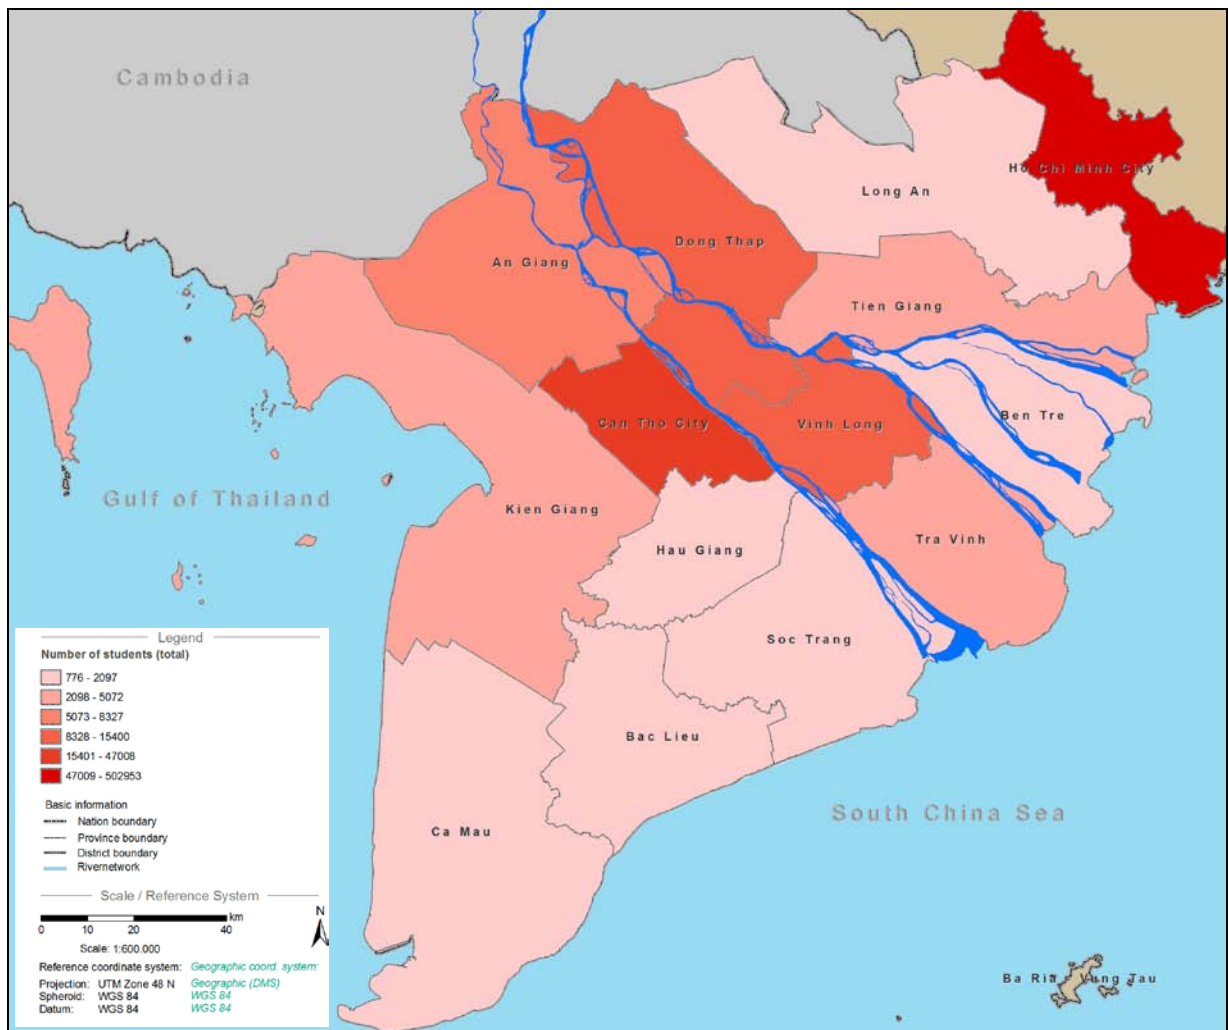 Cambodia
Ho Chi Minh City
Long An
Dong Thap
An Giang
Tien Giang
Ben Tre
Can Tho City
Vinh Long
Gulf of Thailand
Kien Giang
Tra Vinh
Hau Giang
Soc Trang
Bac Lieu
Ca Mau
South China Sea
Ba Ria Vung Tau
Legend
Number of students (total)
776 - 2097
2098 - 5072
5073 - 8327
8328 - 15400
15401 - 47008
47009 - 502953
Basic information
Nation boundary
Province boundary
District boundary
Rivernetwork
Scale / Reference System
km
0 10 20 40
N
Scale: 1:600.000
Reference coordinate system: Geographic coord. system:
Projection: UTM Zone 48 N Geographic (DMS)
Spheroid: WGS 84 WGS 84
Datum: WGS 84 WGS 84